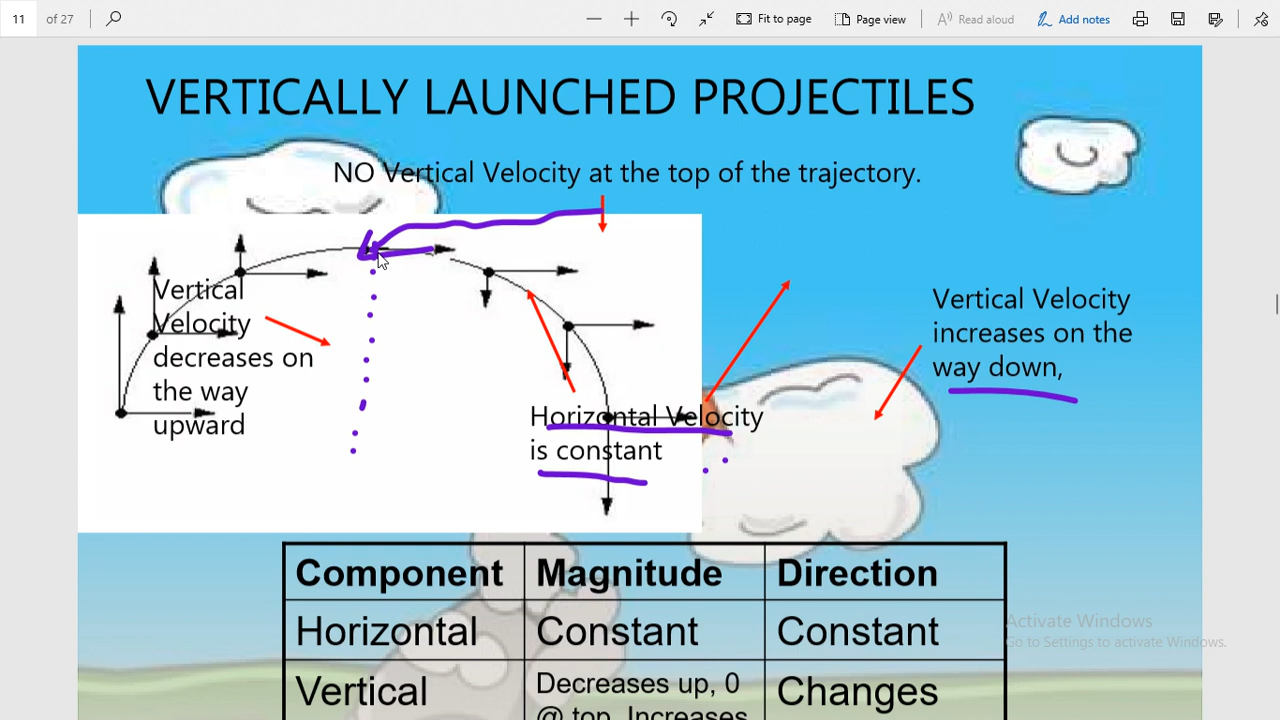 11 of 27
Fit to page
Page view
Read aloud
Add notes
VERTICALLY LAUNCHED PROJECTILES
NO Vertical Velocity at the top of the trajectory.
Vertical
Velocity
decreases on
the way
upward
Horizontal Velocity
is constant
Vertical Velocity
increases on the
way down,
Component Magnitude Direction
Horizontal Constant Constant
Vertical Decreases up, 0 Changes
@ top, Increases
Activate Windows
Go to Settings to activate Windows.